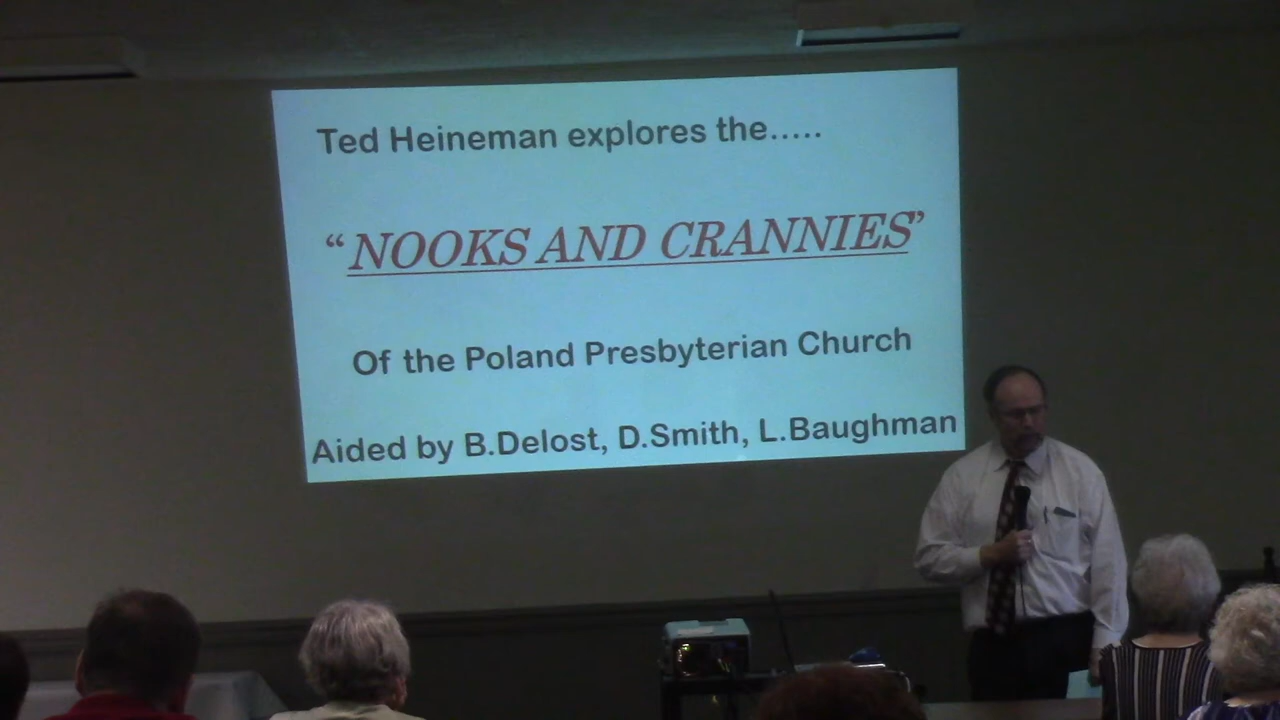 Ted Heineman explores the.....
“NOOKS AND CRANNIES”
Of the Poland Presbyterian Church
Aided by B.Delost, D.Smith, L.Baughman